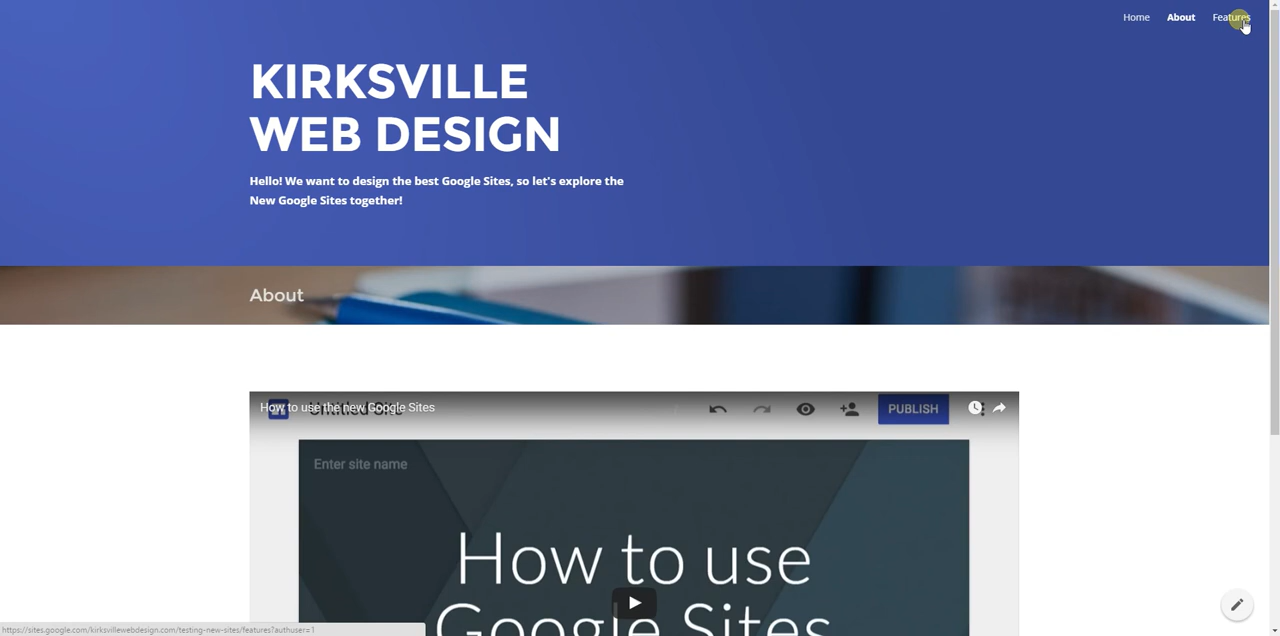 Home About Features
KIRKSVILLE
WEB DESIGN
Hello! We want to design the best Google Sites, so let's explore the
New Google Sites together!
About
How to use the new Google Sites
Untitled Site
PUBLISH
Enter site name
How to use
Google Sites
https://sites.google.com/kirksvillewebdesign.com/testing-new-sites/features?authuser=1